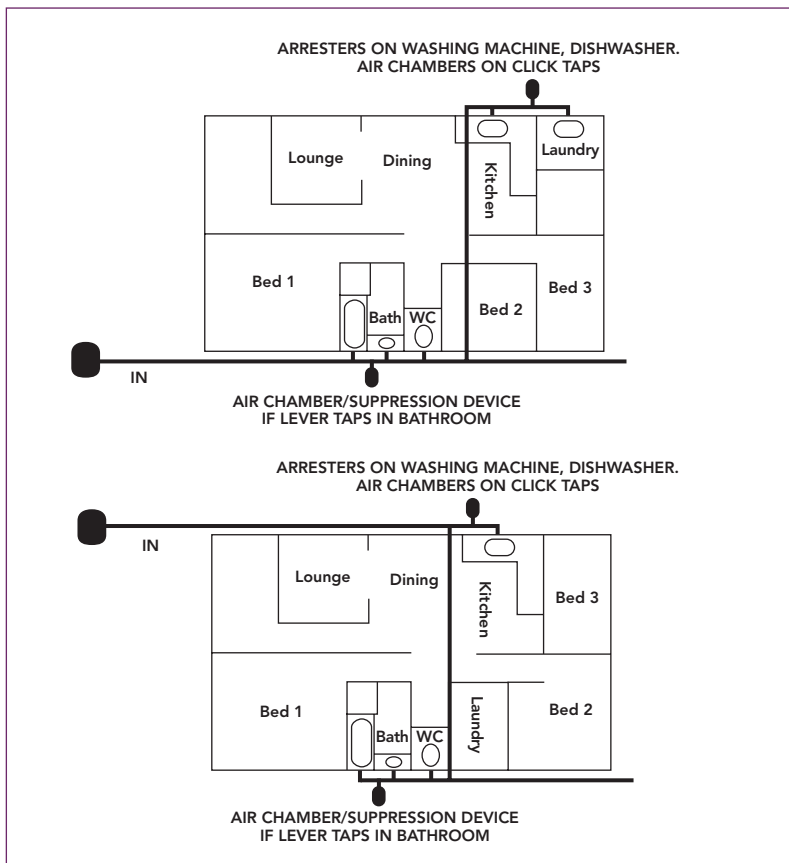 ARRESTERS ON WASHING MACHINE, DISHWASHER.
AIR CHAMBERS ON CLICK TAPS
Lounge
Dining
Kitchen
Laundry
Bed 1
Bath
WC
Bed 2
Bed 3
IN
AIR CHAMBER/SUPPRESSION DEVICE
IF LEVER TAPS IN BATHROOM
ARRESTERS ON WASHING MACHINE, DISHWASHER.
AIR CHAMBERS ON CLICK TAPS
IN
Lounge
Dining
Kitchen
Bed 3
Bed 1
Bath
WC
Laundry
Bed 2
AIR CHAMBER/SUPPRESSION DEVICE
IF LEVER TAPS IN BATHROOM